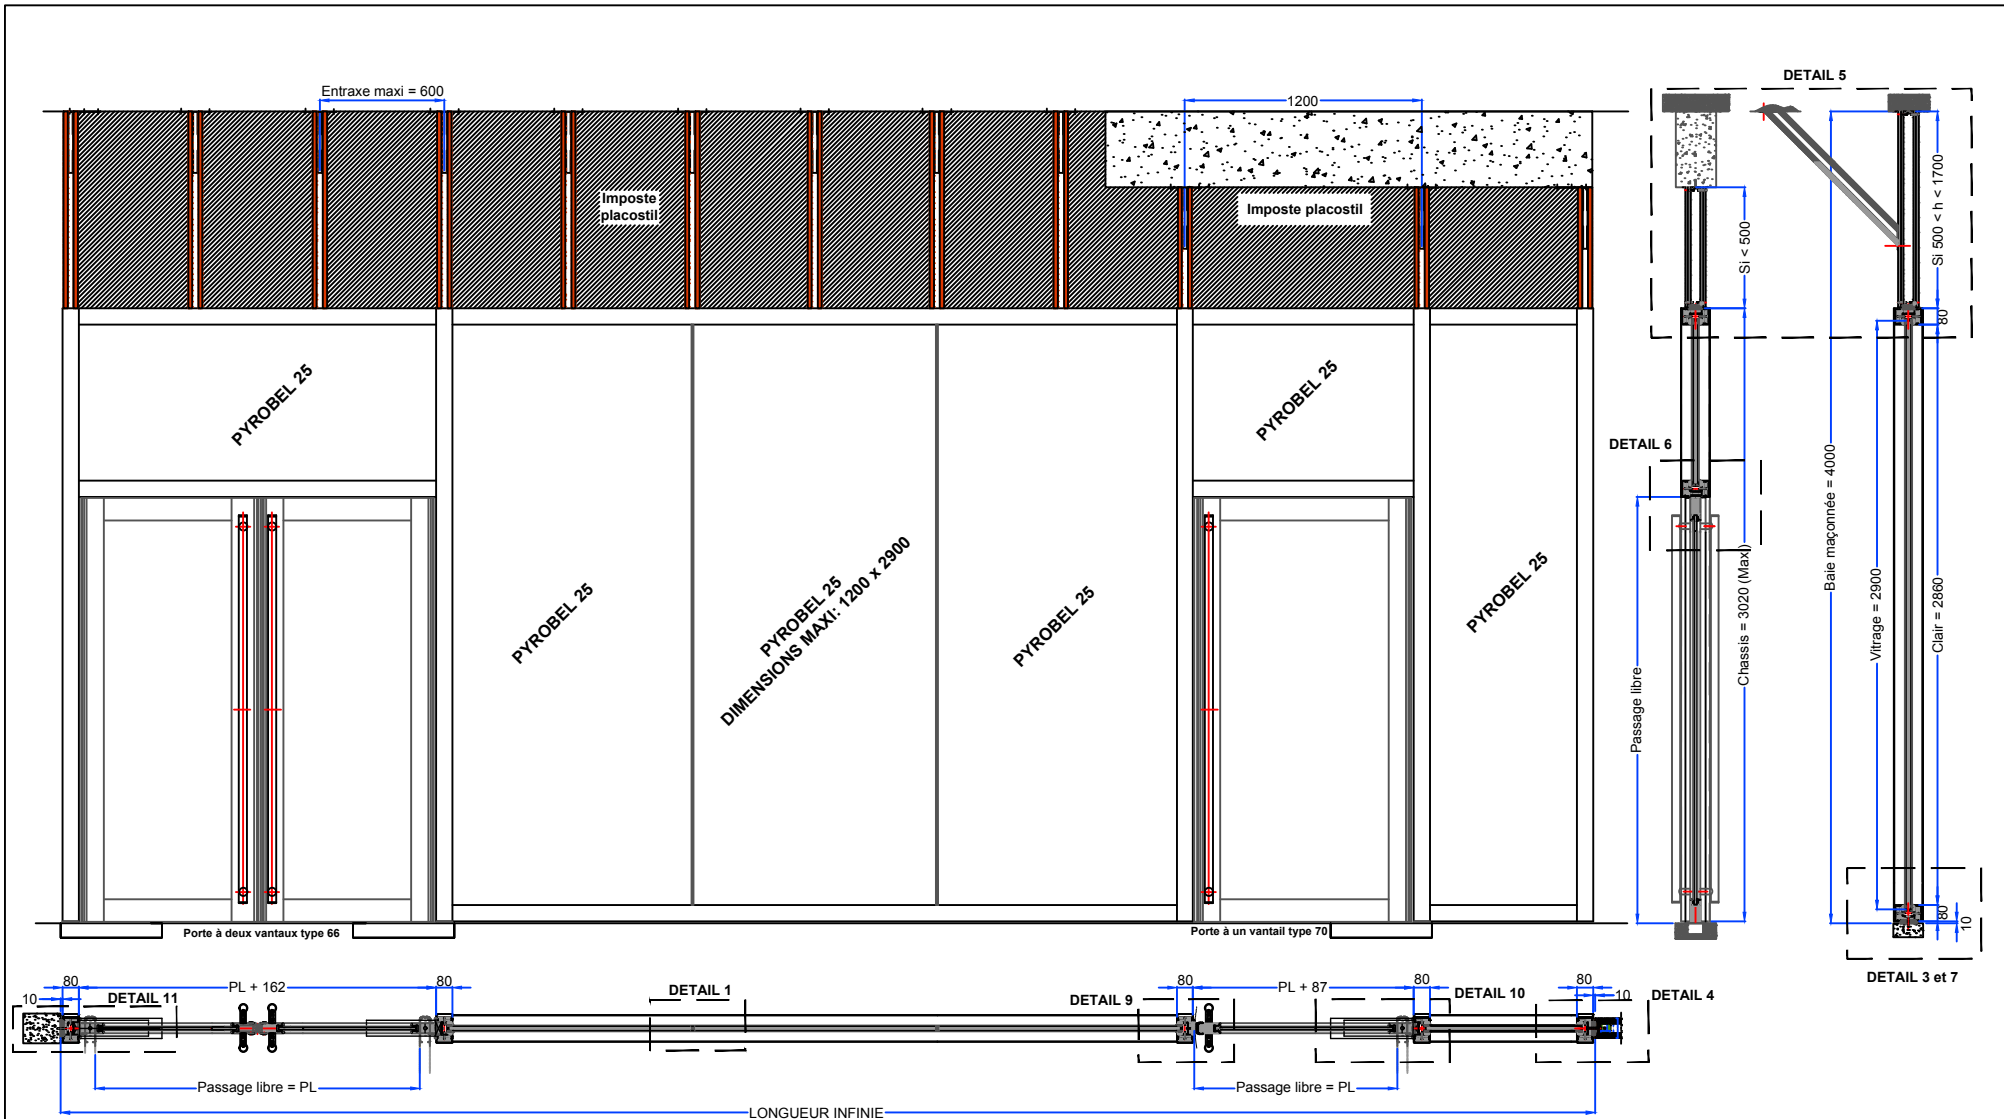 DETAIL 5
Entraxe maxi = 600
1200
Imposte
placostil
Imposte placostil
Si < 500
Si 500 < h < 1700
80
PYROBEL 25
PYROBEL 25
DETAIL 6
PYROBEL 25
PYROBEL 25
DIMENSIONS MAXI: 1200 x 2900
PYROBEL 25
PYROBEL 25
Passage libre
Chassis = 3020 (Max)
Baie maçonnée = 4000
Vitrage = 2900
Clair = 2860
80
10
Porte à deux vantaux type 66
Porte à un vantail type 70
DETAIL 3 et 7
80
PL + 162
80
80
PL + 87
80
80
10
DETAIL 11
DETAIL 1
DETAIL 9
DETAIL 10
10
DETAIL 4
Passage libre = PL
Passage libre = PL
LONGUEUR INFINIE